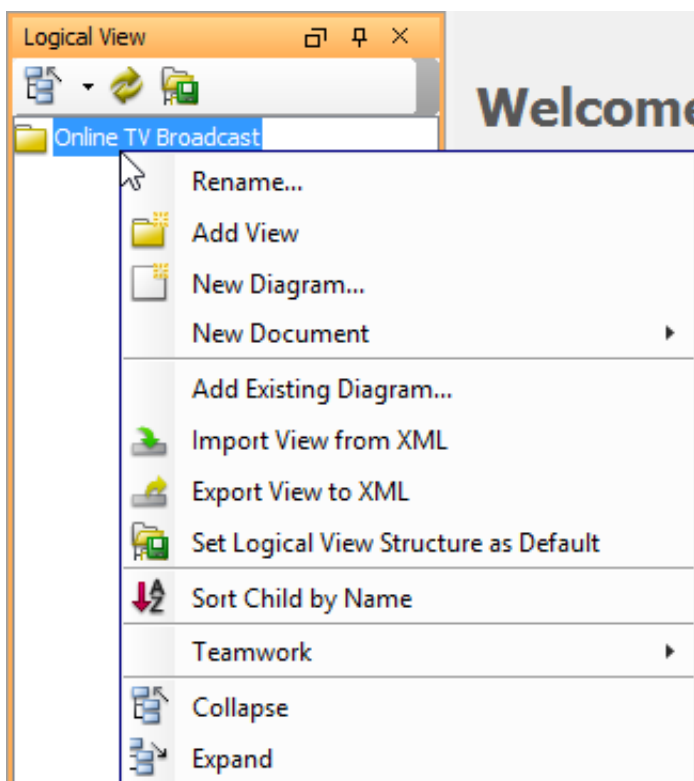 Logical View
Welcome
Online TV Broadcast
Rename...
Add View
New Diagram...
New Document
Add Existing Diagram...
Import View from XML
Export View to XML
Set Logical View Structure as Default
Sort Child by Name
Teamwork
Collapse
Expand